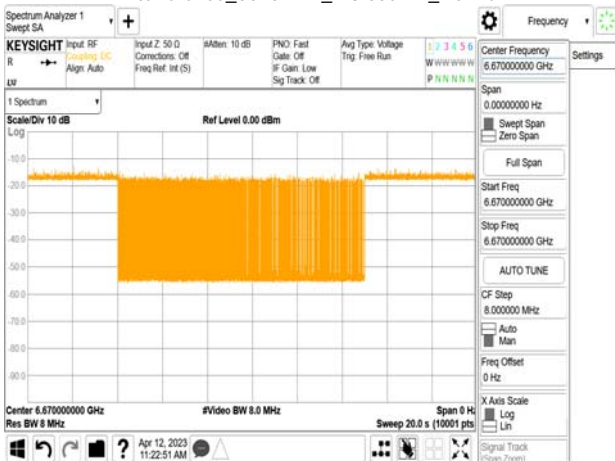 Spectrum Analyzer 1
Swept SA
Frequency
KEYSIGHT
R
Input: RF
Coupling: DC
Align: Auto
Input Z: 50 Ω
Corrections: Off
Freq Ref: Int (S)
#Atten: 10 dB
PNO: Fast
Gate: Off
IF Gain: Low
Sig Track: Off
Avg Type: Voltage
Trig: Free Run
1 2 3 4 5 6
W W W W W W
P N N N N N
Settings
1 Spectrum
Scale/Div 10 dB
Ref Level 0.00 dBm
Log
-10.0
-20.0
-30.0
-40.0
-50.0
-60.0
-70.0
-80.0
-90.0
Center 6.670000000 GHz
#Video BW 8.0 MHz
Span 0 Hz
Res BW 8 MHz
Sweep 20.0 s (10001 pts)
Center Frequency
6.670000000 GHz
Span
0.00000000 Hz
Swept Span
Zero Span
Full Span
Start Freq
6.670000000 GHz
Stop Freq
6.670000000 GHz
AUTO TUNE
CF Step
8.000000 MHz
Auto
Man
Freq Offset
0 Hz
X Axis Scale
Log
Lin
Signal Track
(Span Zoom)
Apr 12, 2023
11:22:51 AM